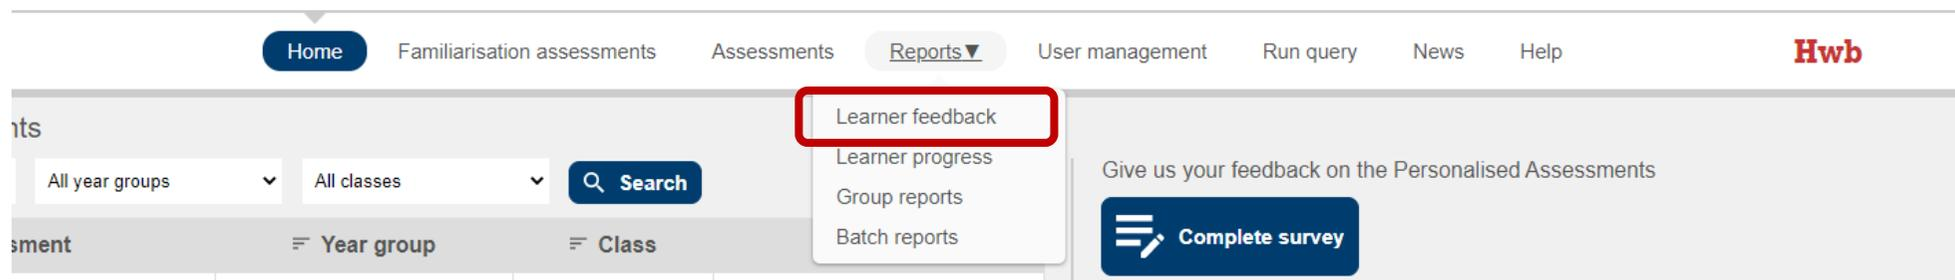 Home Familiarisation assessments Assessments Reports▼ User management Run query News Help Hwb
Learner feedback
Learner progress
Group reports
Batch reports
nts
All year groups All classes Search
sment Year group Class
Give us your feedback on the Personalised Assessments
Complete survey